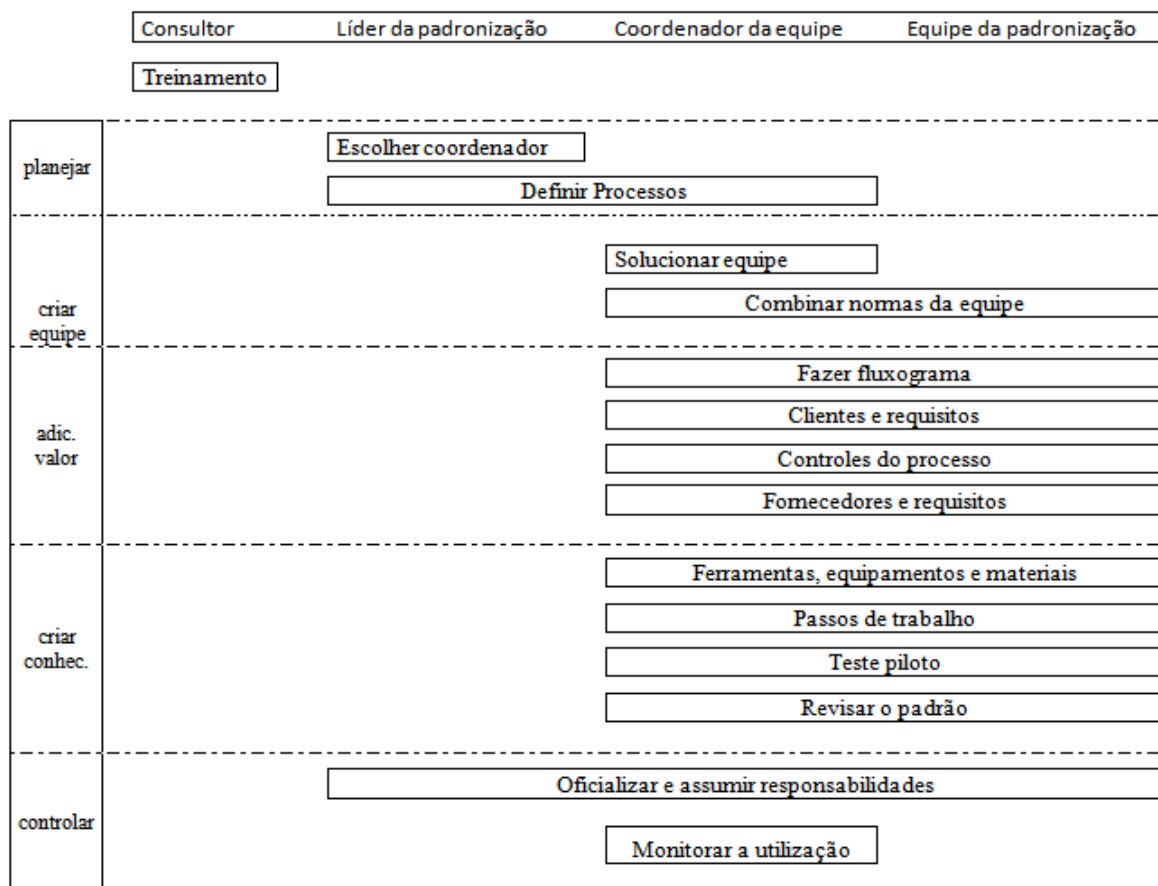 Consultor Líder da padronização Coordenador da equipe Equipe da padronização
Treinamento
planejar
Escolher coordenador
Definir Processos
criar
equipe
Solucionar equipe
Combinar normas da equipe
adic.
valor
Fazer fluxograma
Clientes e requisitos
Controles do processo
Fornecedores e requisitos
criar
conhec.
Ferramentas, equipamentos e materiais
Passos de trabalho
Teste piloto
Revisar o padrão
controlar
Oficializar e assumir responsabilidades
Monitorar a utilização